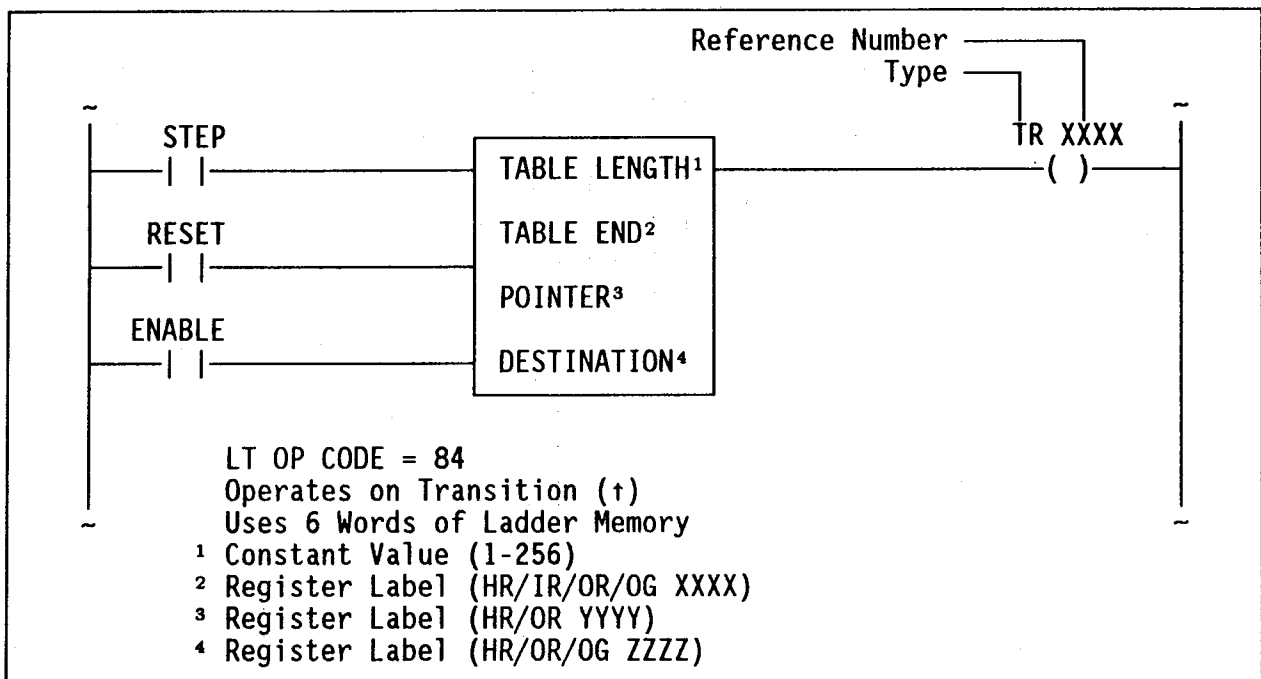 Reference Number
Type
~ ~
STEP TR XXXX
TABLE LENGTH¹ ( )
RESET TABLE END²
POINTER³
ENABLE
DESTINATION⁴
LT OP CODE = 84
Operates on Transition (↑)
~ Uses 6 Words of Ladder Memory ~
¹ Constant Value (1-256)
² Register Label (HR/IR/OR/OG XXXX)
³ Register Label (HR/OR YYYY)
⁴ Register Label (HR/OR/OG ZZZZ)